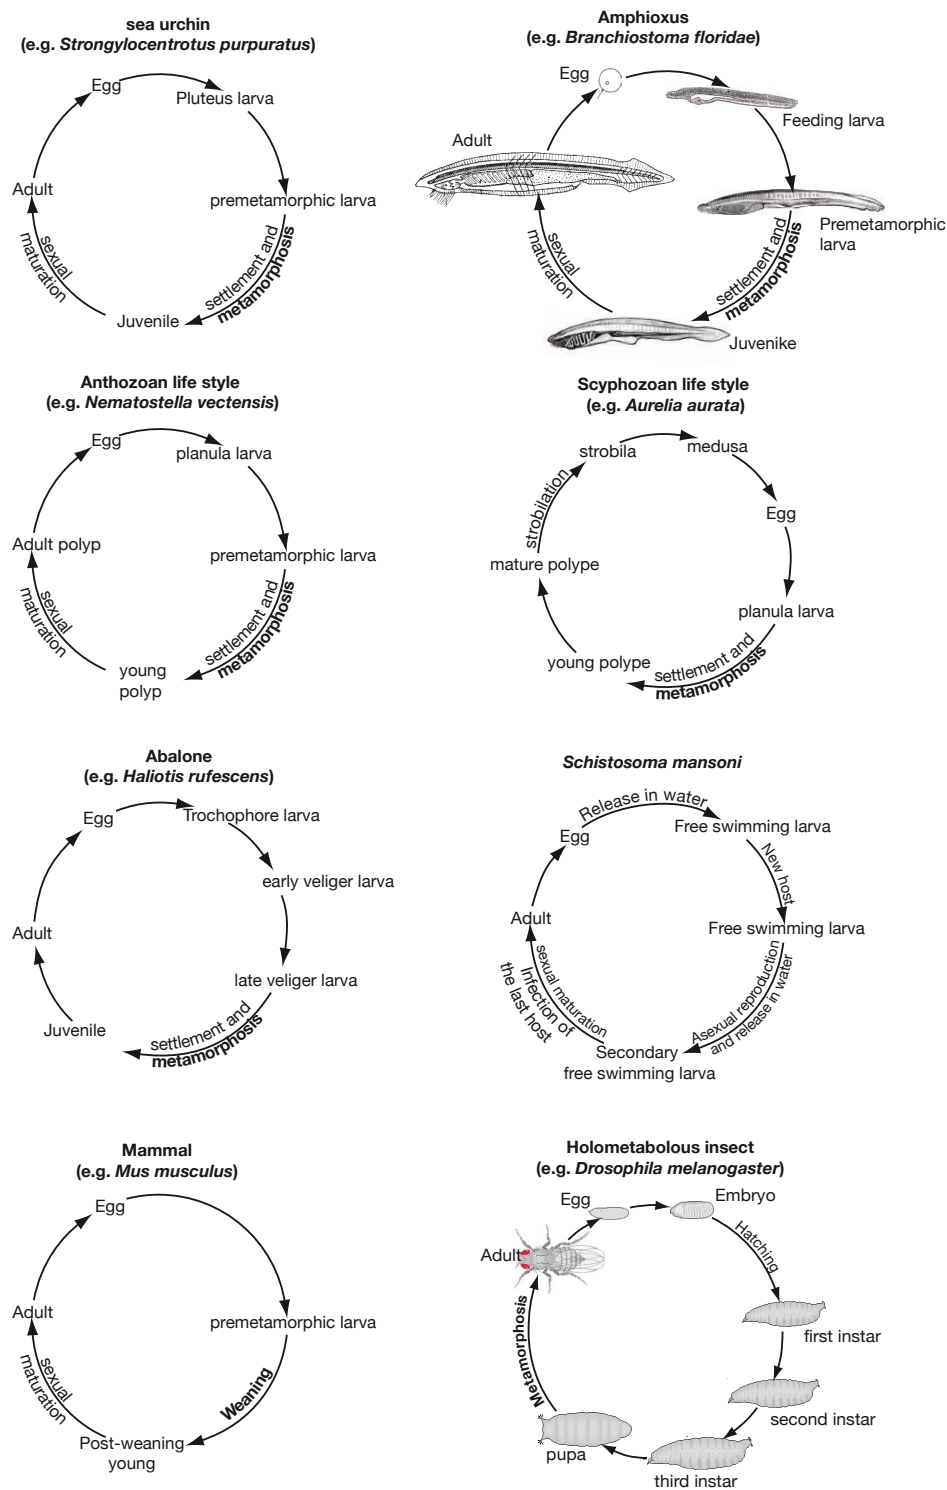 sea urchin
(e.g. Strongylocentrotus purpuratus)
Egg
Pluteus larva
premetamorphic larva
settlement and
metamorphosis
Juvenile
sexual
maturation
Adult
Amphioxus
(e.g. Branchiostoma floridae)
Egg
Feeding larva
Premetamorphic
larva
settlement and
metamorphosis
Juvenike
sexual
maturation
Adult
Anthozoan life style
(e.g. Nematostella vectensis)
Egg
planula larva
premetamorphic larva
settlement and
metamorphosis
young
polyp
sexual
maturation
Adult polyp
Scyphozoan life style
(e.g. Aurelia aurata)
strobila
medusa
Egg
planula larva
settlement and
metamorphosis
young polype
mature polype
strobilation
Abalone
(e.g. Haliotis rufescens)
Egg
Trochophore larva
early veliger larva
late veliger larva
settlement and
metamorphosis
Juvenile
Adult
Schistosoma mansoni
Egg
Release in water
Free swimming larva
New host
Free swimming larva
Asexual reproduction
and release in water
Secondary
free swimming larva
sexual maturation
Infection of
the last host
Adult
Mammal
(e.g. Mus musculus)
Egg
premetamorphic larva
Weaning
Post-weaning
young
sexual
maturation
Adult
Holometabolous insect
(e.g. Drosophila melanogaster)
Egg
Embryo
Hatching
first instar
second instar
third instar
pupa
Metamorphosis
Adult